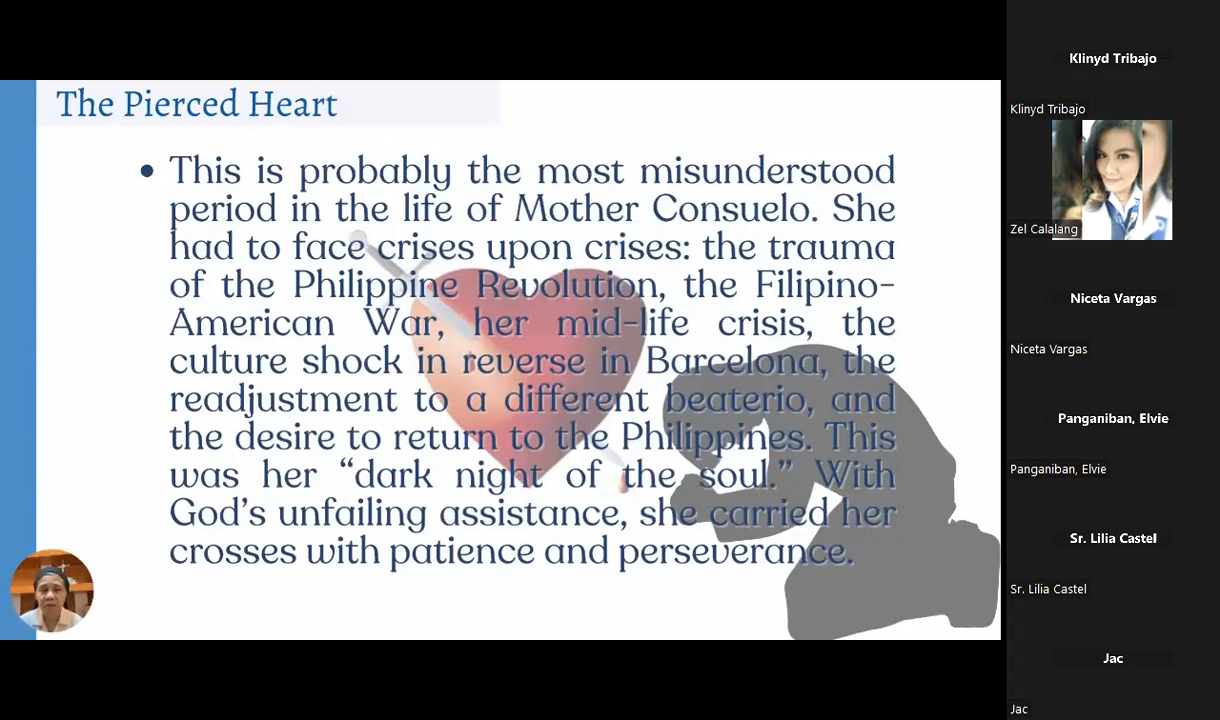 The Pierced Heart
• This is probably the most misunderstood
period in the life of Mother Consuelo. She
had to face crises upon crises: the trauma
of the Philippine Revolution, the Filipino-
American War, her mid-life crisis, the
culture shock in reverse in Barcelona, the
readjustment to a different beaterio, and
the desire to return to the Philippines. This
was her “dark night of the soul.” With
God’s unfailing assistance, she carried her
crosses with patience and perseverance.
Klinyd Tribajo
Klinyd Tribajo
Zel Calalang
Niceta Vargas
Niceta Vargas
Panganiban, Elvie
Panganiban, Elvie
Sr. Lilia Castel
Sr. Lilia Castel
Jac
Jac